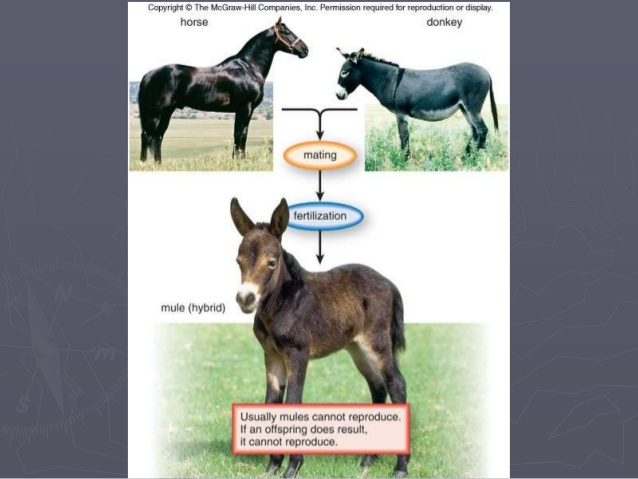 Copyright © The McGraw-Hill Companies, Inc. Permission required for reproduction or display.
horse
donkey
mating
fertilization
mule (hybrid)
Usually mules cannot reproduce.
If an offspring does result,
it cannot reproduce.
N
m
S